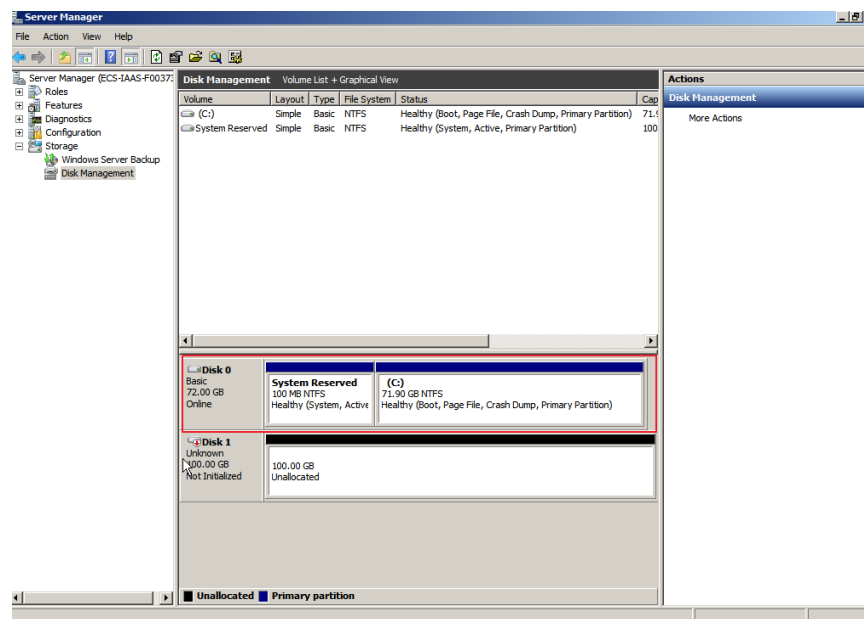 Server Manager
File Action View Help
Server Manager (ECS-IAAS-F0037
Roles
Features
Diagnostics
Configuration
Storage
Windows Server Backup
Disk Management
Disk Management Volume List + Graphical View
Volume Layout Type File System Status Cap
(C:) Simple Basic NTFS Healthy (Boot, Page File, Crash Dump, Primary Partition) 71.9
System Reserved Simple Basic NTFS Healthy (System, Active, Primary Partition) 100
Disk 0
Basic
72.00 GB
Online
System Reserved
100 MB NTFS
Healthy (System, Active
(C:)
71.90 GB NTFS
Healthy (Boot, Page File, Crash Dump, Primary Partition)
Disk 1
Unknown
100.00 GB
Not Initialized
100.00 GB
Unallocated
Unallocated Primary partition
Actions
Disk Management
More Actions